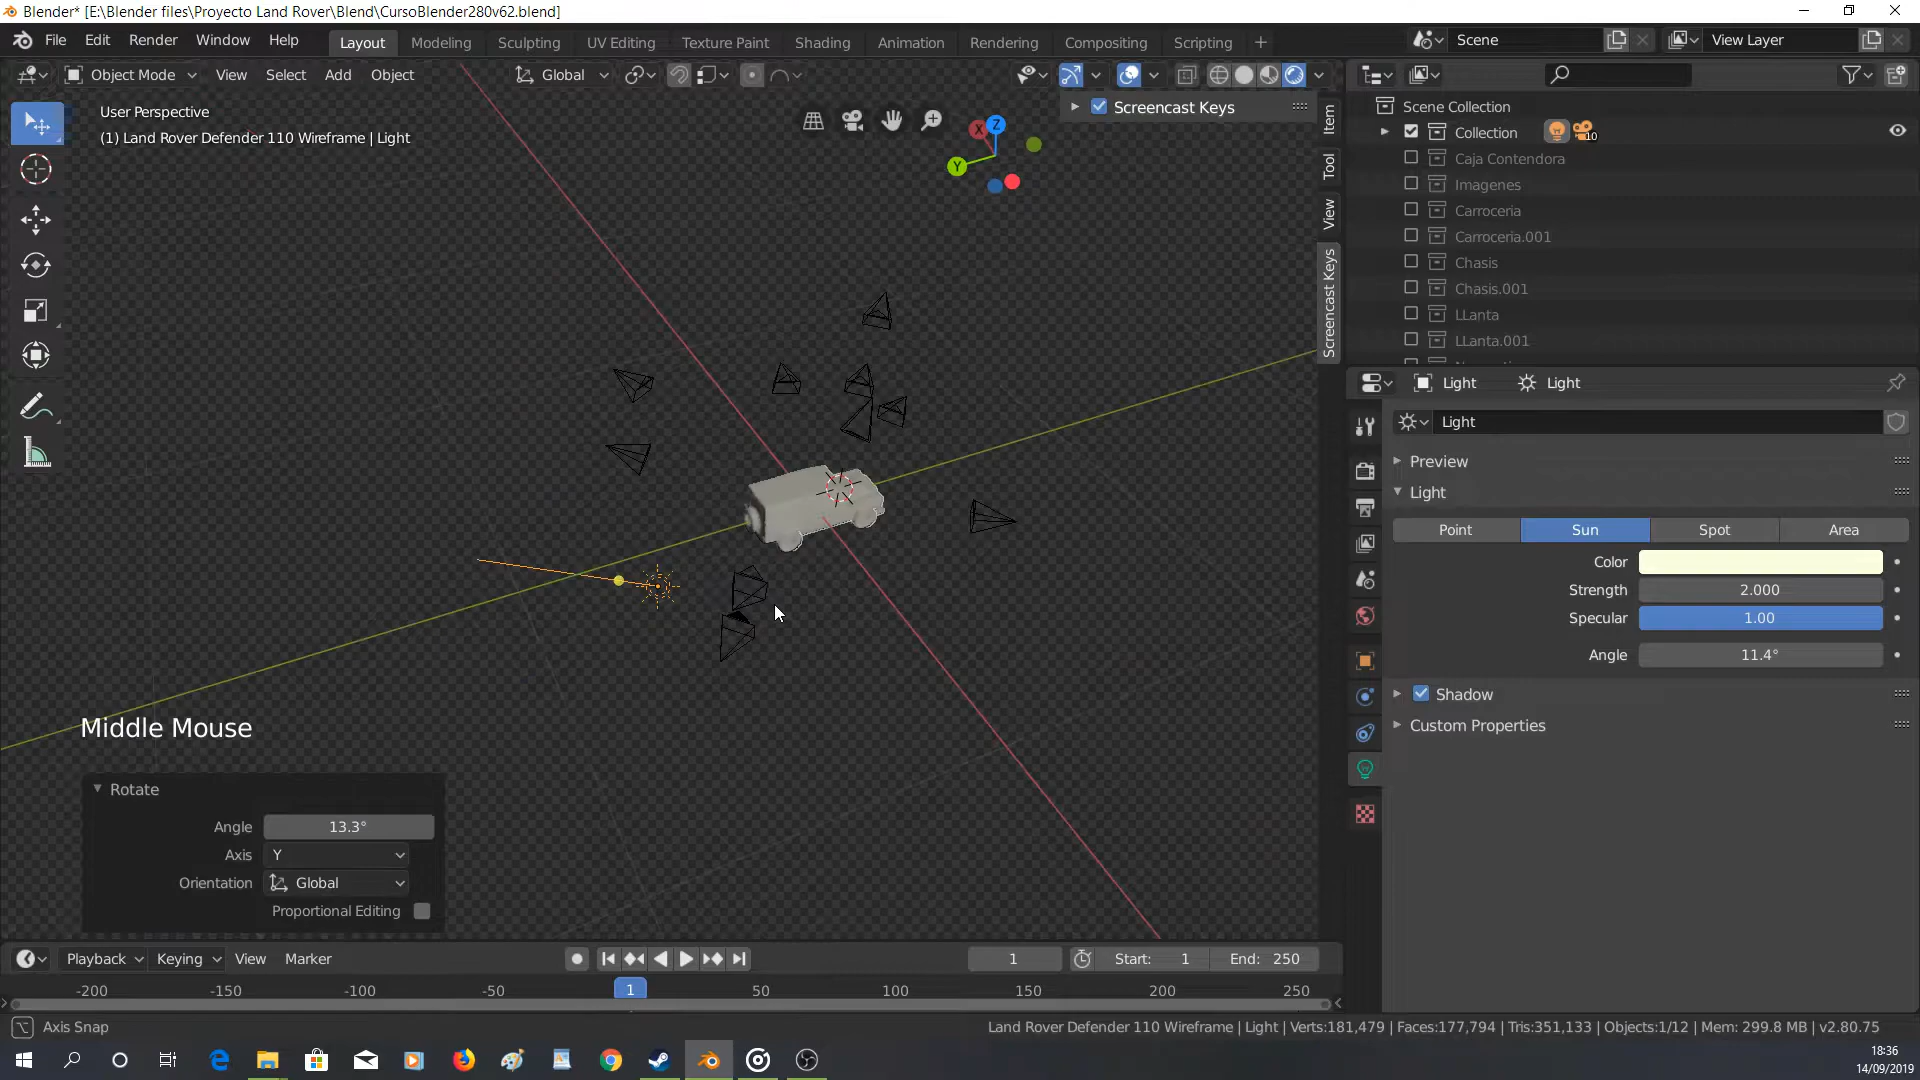 Blender* [E:\Blender files\Proyecto Land Rover\Blend\CursoBlender280v62.blend]
File Edit Render Window Help Layout Modeling Sculpting UV Editing Texture Paint Shading Animation Rendering Compositing Scripting + Scene View Layer
Object Mode View Select Add Object Global
User Perspective
(1) Land Rover Defender 110 Wireframe | Light
Screencast Keys
X
Y
Z
Item
Tool
View
Screencast Keys
Scene Collection
Collection 10
Caja Contendora
Imagenes
Carroceria
Carroceria.001
Chasis
Chasis.001
LLanta
LLanta.001
Light Light
Light
Preview
Light
Point Sun Spot Area
Color
Strength 2.000
Specular 1.00
Angle 11.4°
Shadow
Custom Properties
Middle Mouse
Rotate
Angle 13.3°
Axis Y
Orientation Global
Proportional Editing
Playback Keying View Marker 1 Start: 1 End: 250
-200 -150 -100 -50 1 50 100 150 200 250
Axis Snap
Land Rover Defender 110 Wireframe | Light | Verts:181,479 | Faces:177,794 | Tris:351,133 | Objects:1/12 | Mem: 299.8 MB | v2.80.75
18:36
14/09/2019